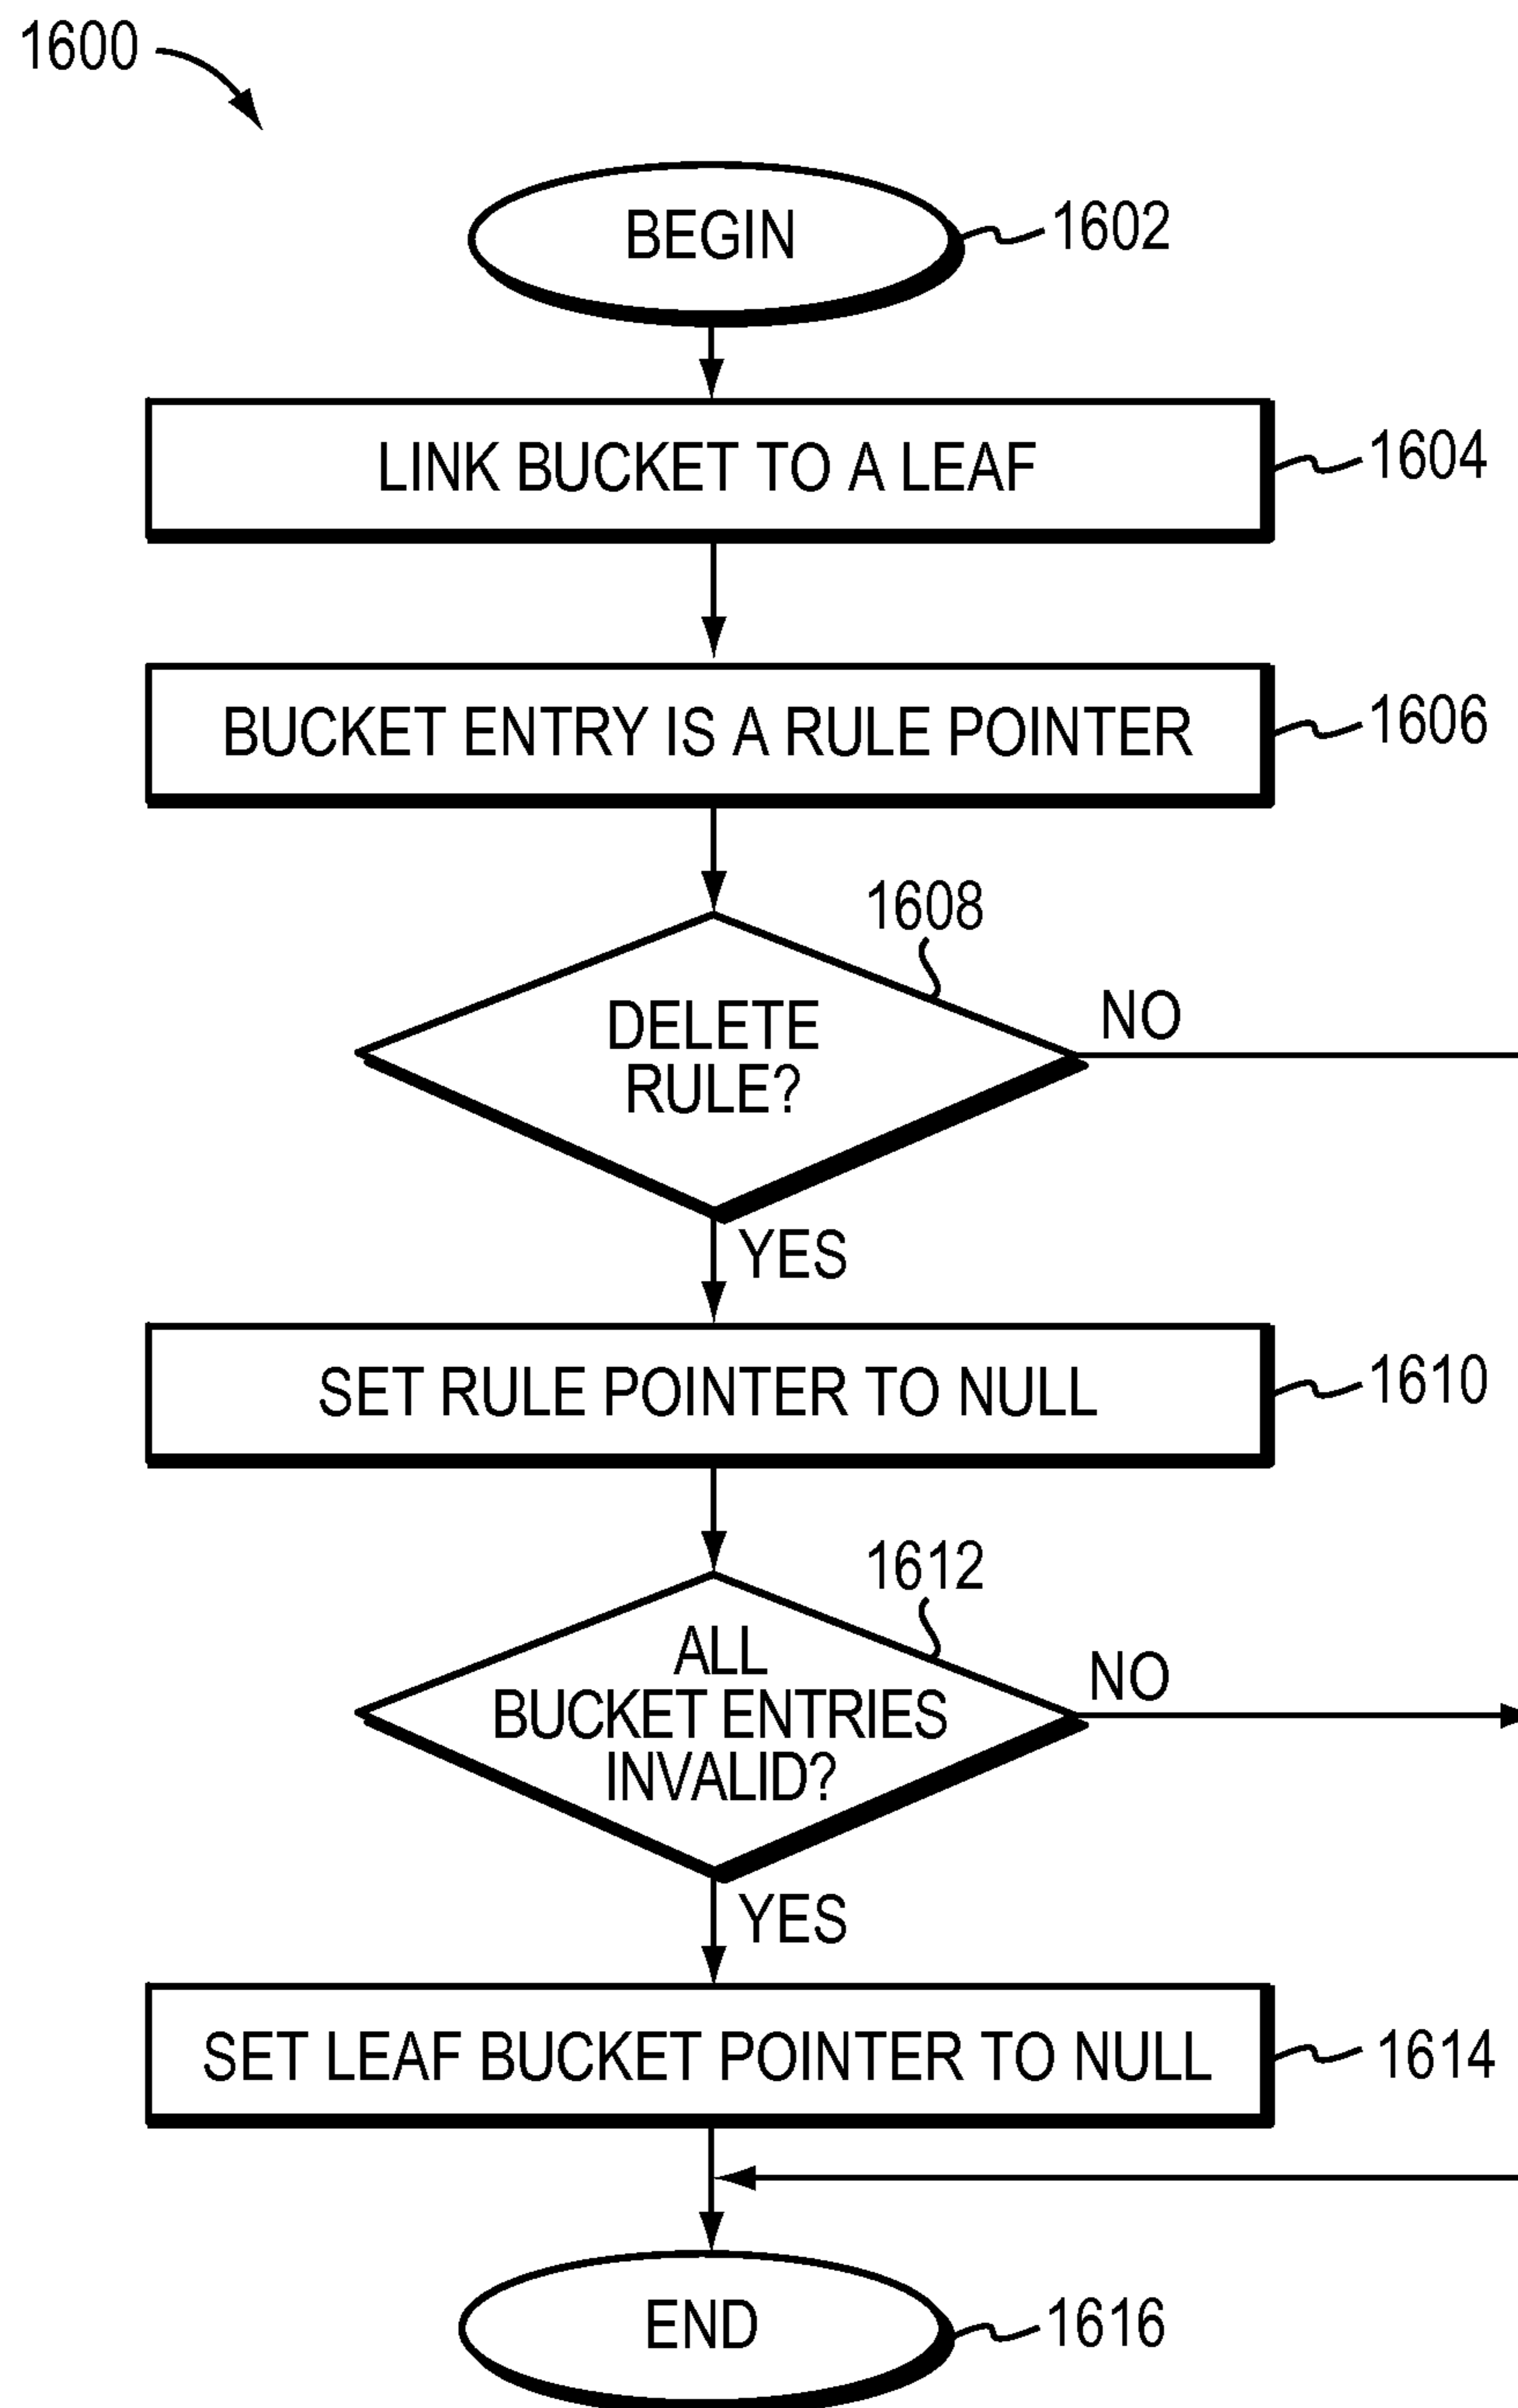 1600
BEGIN
1602
LINK BUCKET TO A LEAF
1604
BUCKET ENTRY IS A RULE POINTER
1606
1608
DELETE
RULE?
NO
YES
SET RULE POINTER TO NULL
1610
1612
ALL
BUCKET ENTRIES
INVALID?
NO
YES
SET LEAF BUCKET POINTER TO NULL
1614
END
1616